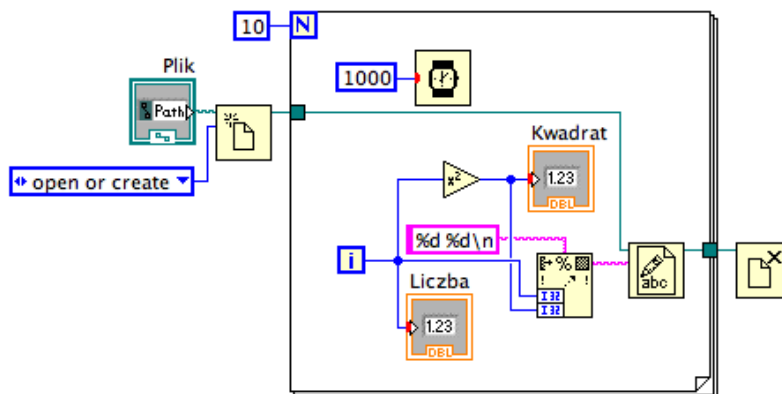 10 N
Plik
1000
Path
Kwadrat
open or create
x²
1.23
DBL
%d %d\n
i
%
abc
Liczba
I32
I32
1.23
DBL